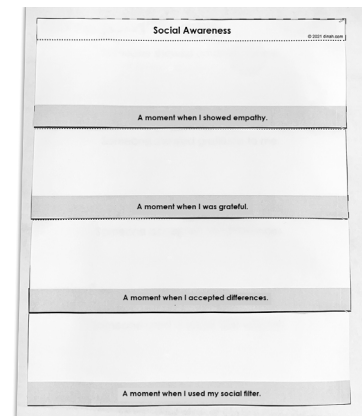 Social Awareness
© 2021 dinah.com
A moment when I showed empathy.
A moment when I was grateful.
A moment when I accepted differences.
A moment when I used my social filter.